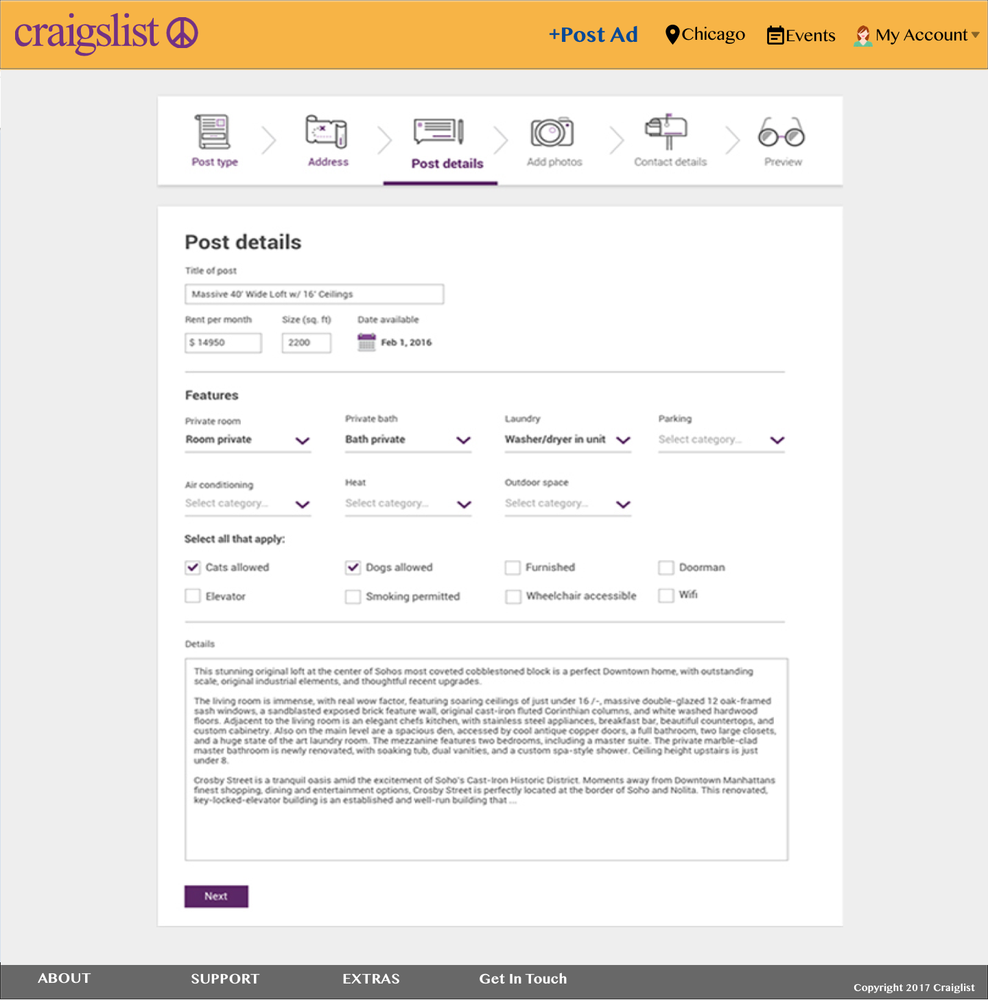 craigslist
+Post Ad
Chicago
Events
My Account
Post type
Address
Post details
Add photos
Contact details
Preview
Post details
Title of post
Massive 40' Wide Loft w/ 16' Ceilings
Rent per month Size (sq. ft) Date available
$ 14950 2200 Feb 1, 2016
Features
Private room Private bath Laundry Parking
Room private Bath private Washer/dryer in unit Select category...
Air conditioning Heat Outdoor space
Select category... Select category... Select category...
Select all that apply:
Cats allowed Dogs allowed Furnished Doorman
Elevator Smoking permitted Wheelchair accessible Wifi
Details
This stunning original loft at the center of Sohos most coveted cobblestoned block is a perfect Downtown home, with outstanding
scale, original industrial elements, and thoughtful recent upgrades.
The living room is immense, with real wow factor, featuring soaring ceilings of just under 16 /-, massive double-glazed 12 oak-framed
sash windows, a sandblasted exposed brick feature wall, original cast-iron fluted Corinthian columns, and white washed hardwood
floors. Adjacent to the living room is an elegant chefs kitchen, with stainless steel appliances, breakfast bar, beautiful countertops, and
custom cabinetry. Also on the main level are a spacious den, accessed by cool antique copper doors, a full bathroom, two large closets,
and a huge state of the art laundry room. The mezzanine features two bedrooms, including a master suite. The private marble-clad
master bathroom is newly renovated, with soaking tub, dual vanities, and a custom spa-style shower. Ceiling height upstairs is just
under 8.
Crosby Street is a tranquil oasis amid the excitement of Soho's Cast-Iron Historic District. Moments away from Downtown Manhattans
finest shopping, dining and entertainment options, Crosby Street is perfectly located at the border of Soho and Nolita. This renovated,
key-locked-elevator building is an established and well-run building that ...
Next
ABOUT
SUPPORT
EXTRAS
Get In Touch
Copyright 2017 Craiglist